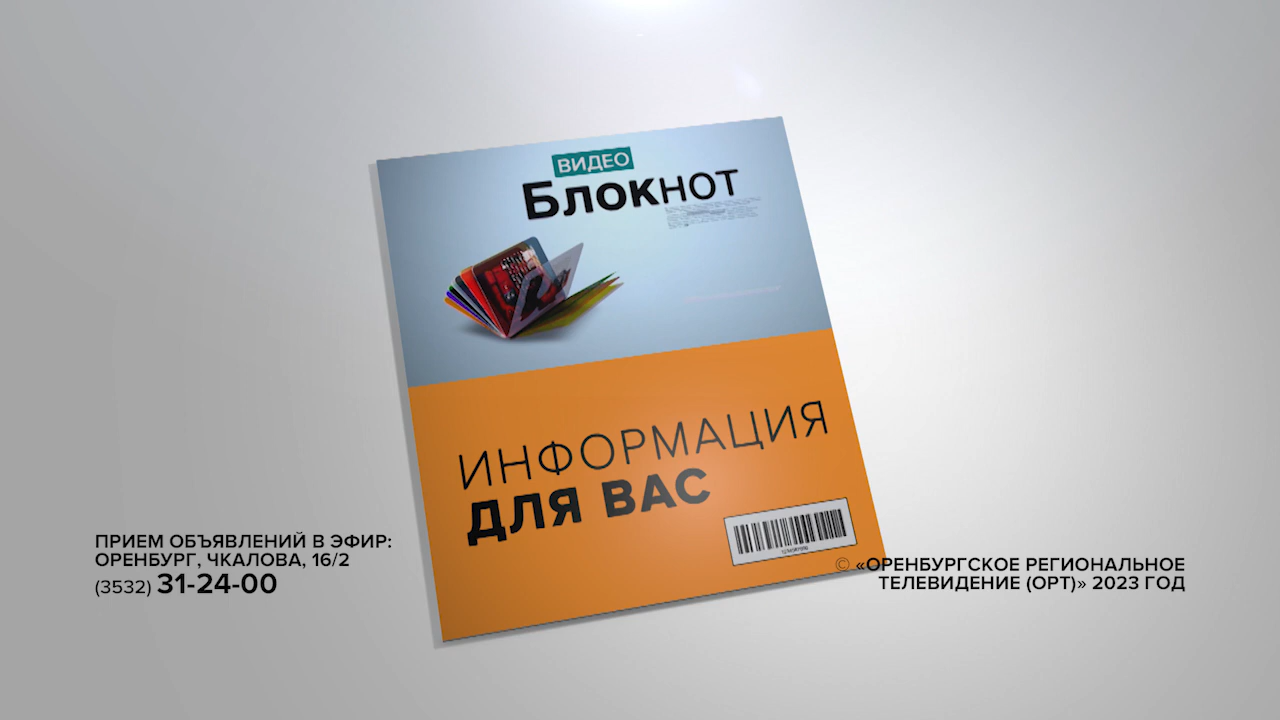 ВИДЕО
Блокнот
ИНФОРМАЦИЯ
ДЛЯ ВАС
ПРИЕМ ОБЪЯВЛЕНИЙ В ЭФИР:
ОРЕНБУРГ, ЧКАЛОВА, 16/2
(3532) 31-24-00
© «ОРЕНБУРГСКОЕ РЕГИОНАЛЬНОЕ
ТЕЛЕВИДЕНИЕ (ОРТ)» 2023 ГОД